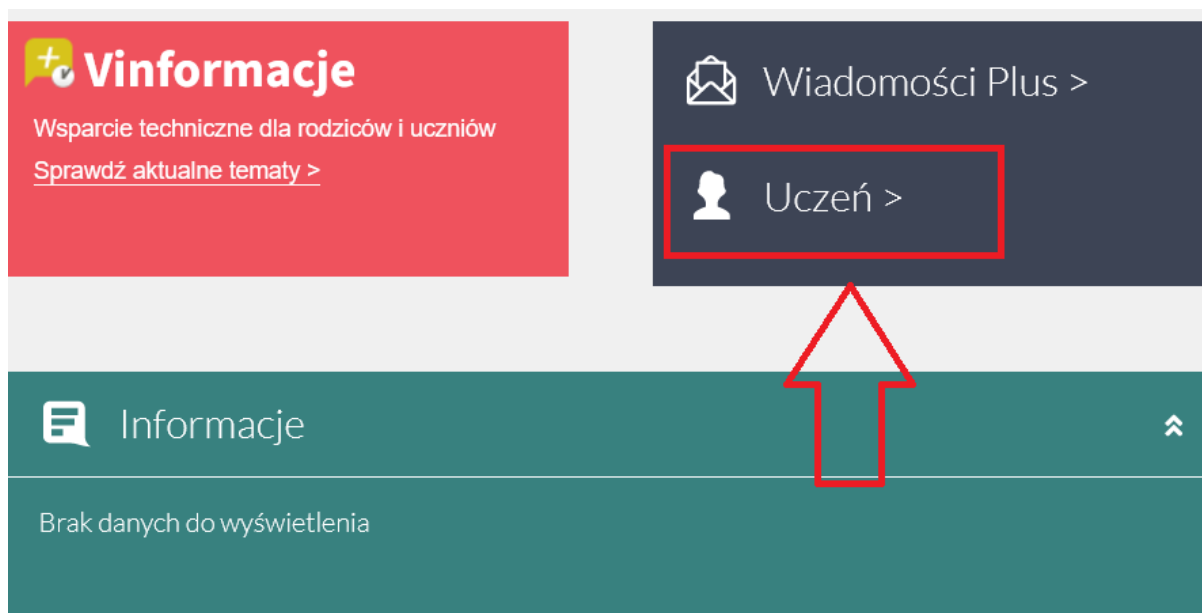 Vinformacje
Wsparcie techniczne dla rodziców i uczniów
Sprawdź aktualne tematy >
Wiadomości Plus >
Uczeń >
Informacje
Brak danych do wyświetlenia